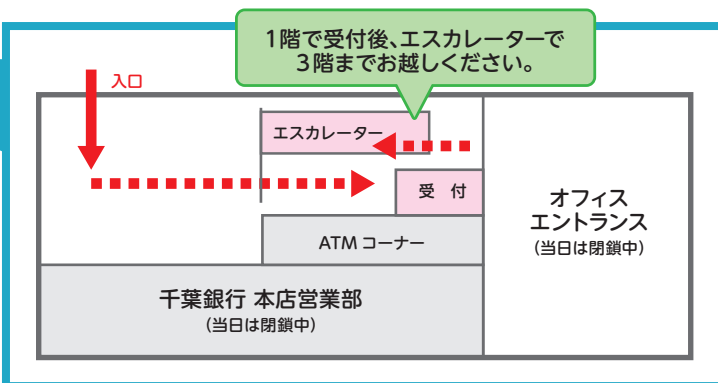 1階で受付後、エスカレーターで
3階までお越しください。
入口
エスカレーター
受　付
ATMコーナー
オフィス
エントランス
(当日は閉鎖中)
千葉銀行 本店営業部
(当日は閉鎖中)